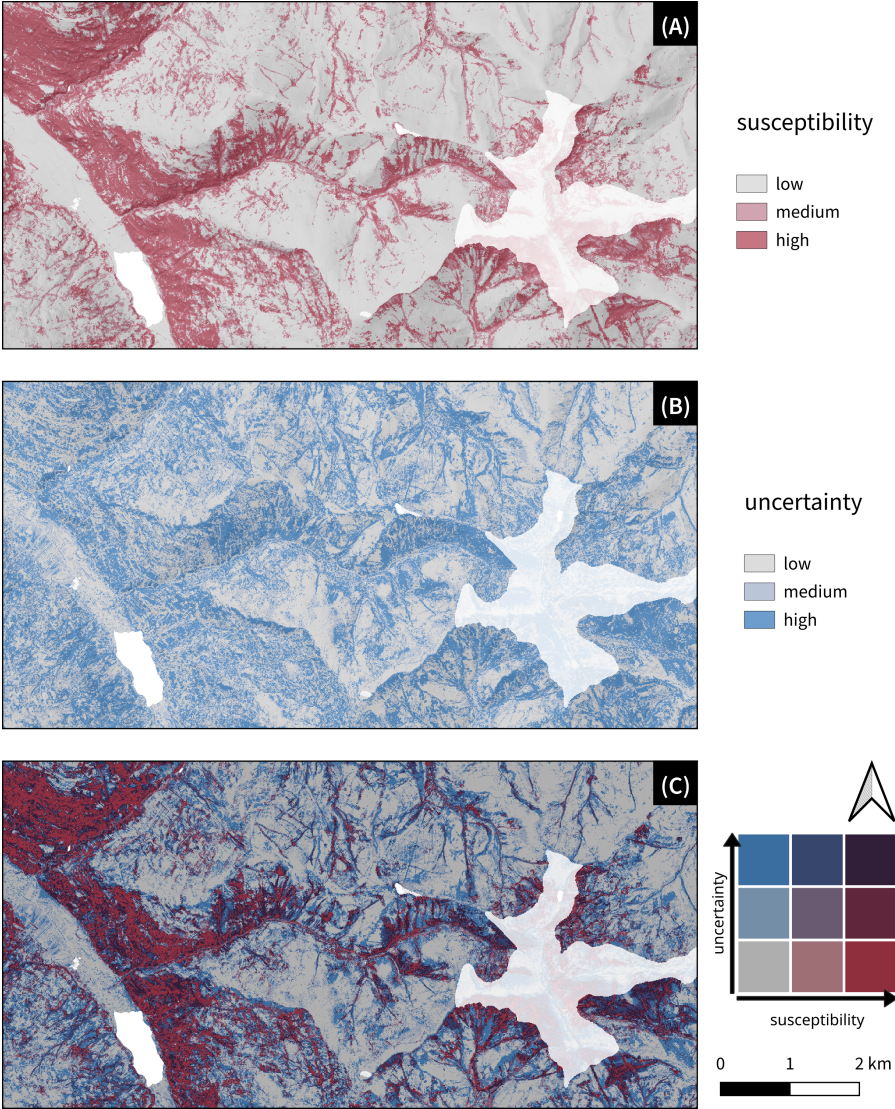 (A)
susceptibility
low
medium
high
(B)
uncertainty
low
medium
high
(C)
uncertainty
susceptibility
0 1 2 km